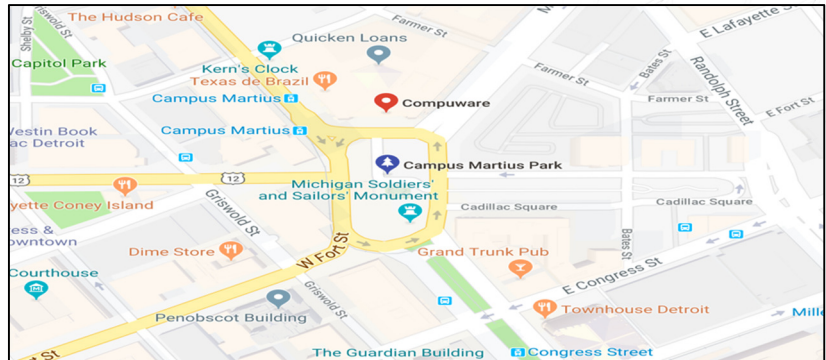 The Hudson Cafe
Shelby St
Griswold St
Farmer St
E Lafayette S
Quicken Loans
Capitol Park
Kern's Clock
Texas de Brazil
Bates St
Randolph Street
Farmer St
Campus Martius
Compuware
Farmer St
E Fort St
Campus Martius
Westin Book
ac Detroit
Campus Martius Park
12
12
Michigan Soldiers'
and Sailors' Monument
yette Coney Island
Griswold St
Cadillac Square
Cadillac Square
ess &
owntown
Dime Store
W Fort St
Bates St
Grand Trunk Pub
Courthouse
E Congress St
Griswold St
Penobscot Building
Townhouse Detroit
Mille
St
The Guardian Building
Congress Street